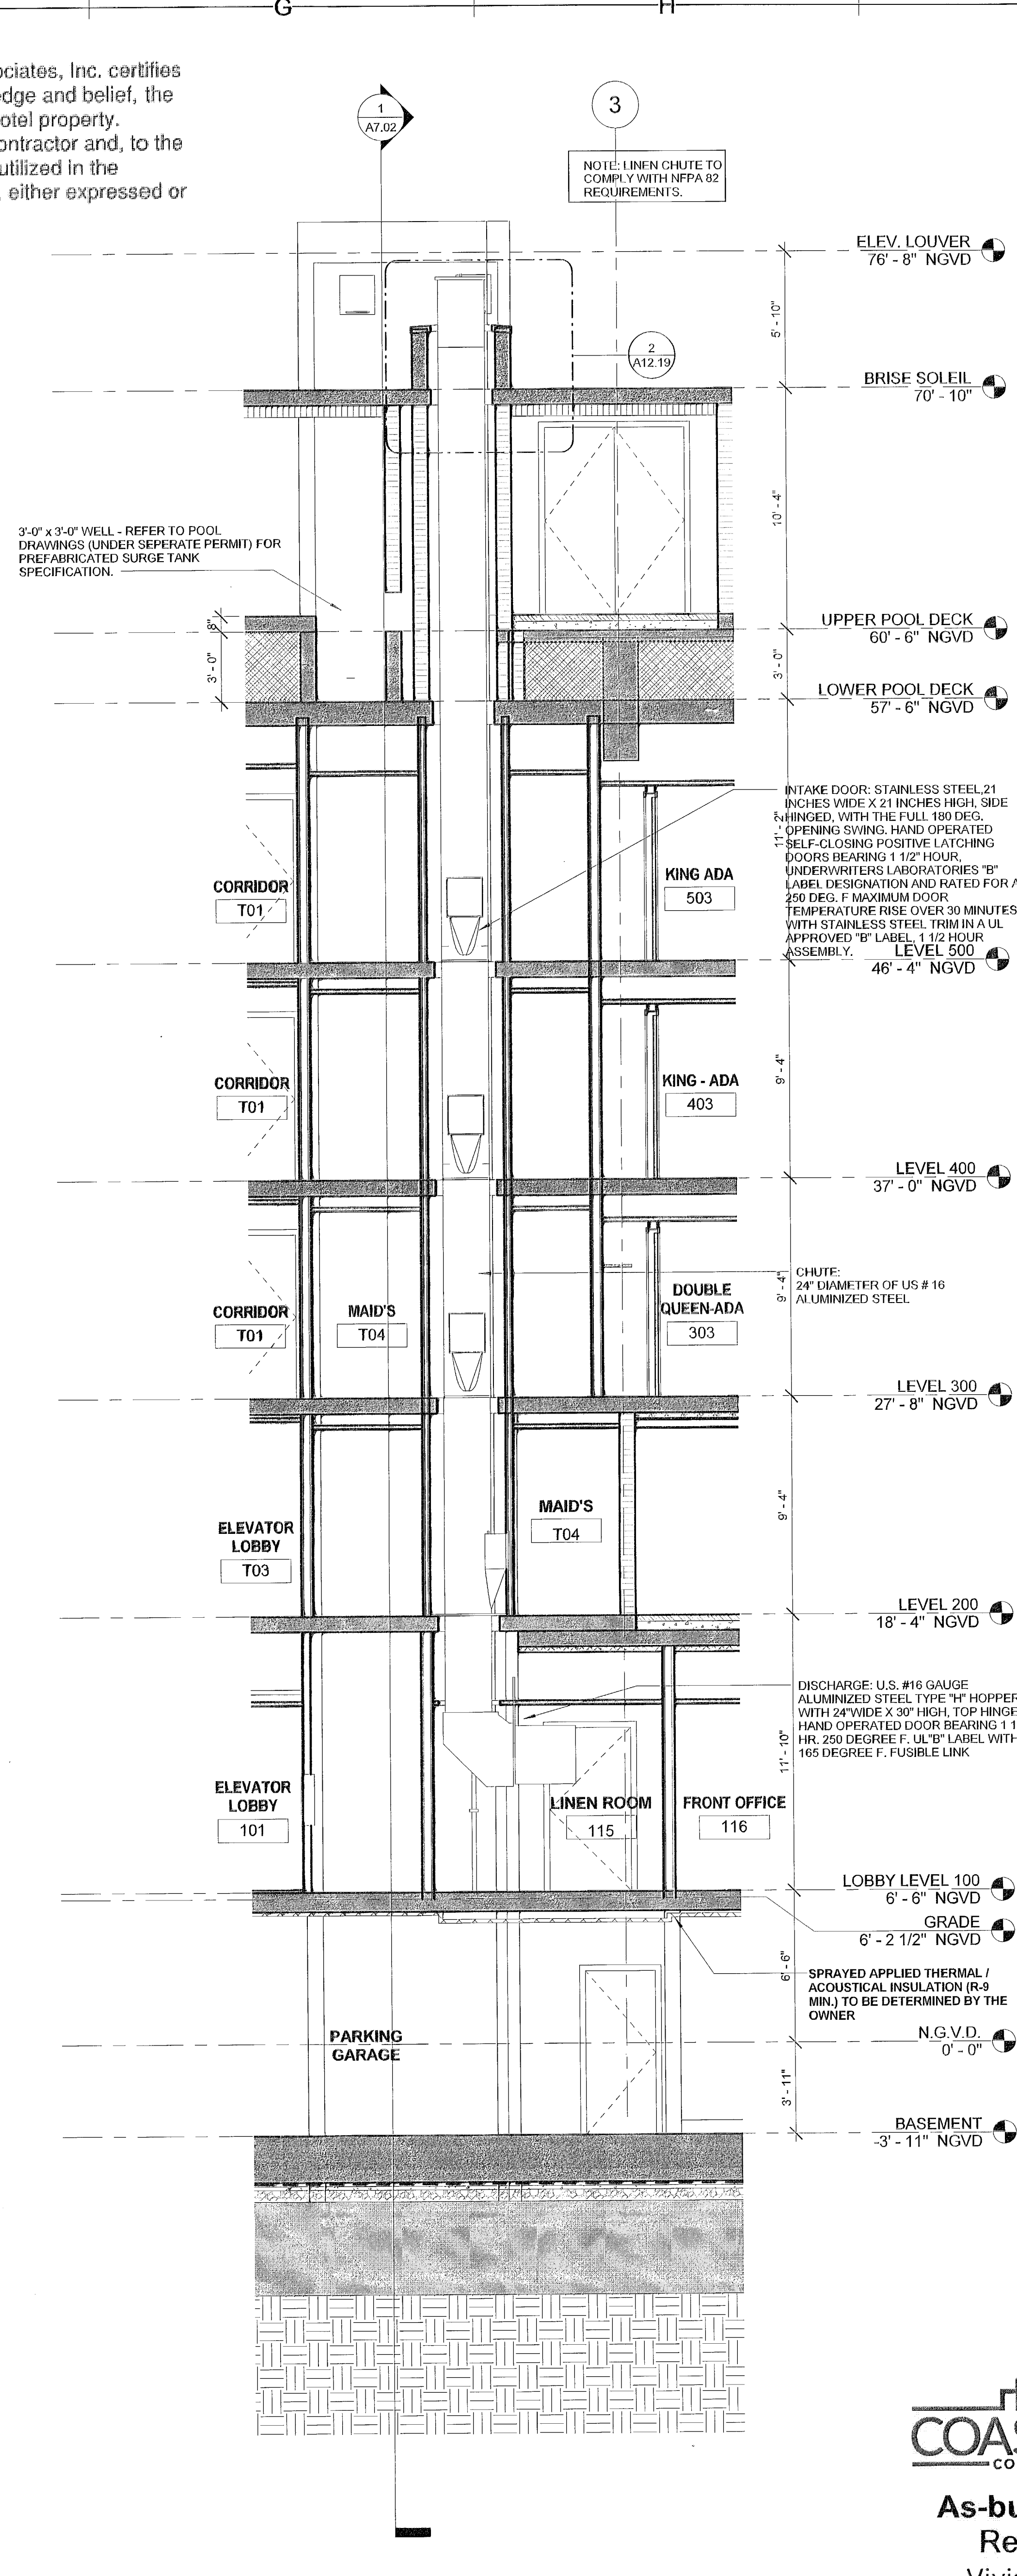 G
H
ociates, Inc. certifies
edge and belief, the
otel property.
ontractor and, to the
utilized in the
, either expressed or
1
A7.02
3
NOTE: LINEN CHUTE TO
COMPLY WITH NFPA 82
REQUIREMENTS.
ELEV. LOUVER
76' - 8" NGVD
5' - 10"
2
A12.19
BRISE SOLEIL
70' - 10"
10' - 4"
3'-0" x 3'-0" WELL - REFER TO POOL
DRAWINGS (UNDER SEPERATE PERMIT) FOR
PREFABRICATED SURGE TANK
SPECIFICATION.
8"
3' - 0"
UPPER POOL DECK
60' - 6" NGVD
3' - 0"
LOWER POOL DECK
57' - 6" NGVD
11' - 2"
INTAKE DOOR: STAINLESS STEEL,21
INCHES WIDE X 21 INCHES HIGH, SIDE
HINGED, WITH THE FULL 180 DEG.
OPENING SWING. HAND OPERATED
SELF-CLOSING POSITIVE LATCHING
DOORS BEARING 1 1/2" HOUR,
UNDERWRITERS LABORATORIES "B"
LABEL DESIGNATION AND RATED FOR A
250 DEG. F MAXIMUM DOOR
TEMPERATURE RISE OVER 30 MINUTES
WITH STAINLESS STEEL TRIM IN A UL
APPROVED "B" LABEL, 1 1/2 HOUR
ASSEMBLY.
CORRIDOR
T01
KING ADA
503
LEVEL 500
46' - 4" NGVD
9' - 4"
CORRIDOR
T01
KING - ADA
403
LEVEL 400
37' - 0" NGVD
9' - 4"
CHUTE:
24" DIAMETER OF US # 16
ALUMINIZED STEEL
CORRIDOR
T01
MAID'S
T04
DOUBLE
QUEEN-ADA
303
LEVEL 300
27' - 8" NGVD
9' - 4"
ELEVATOR
LOBBY
T03
MAID'S
T04
LEVEL 200
18' - 4" NGVD
DISCHARGE: U.S. #16 GAUGE
ALUMINIZED STEEL TYPE "H" HOPPER
WITH 24"WIDE X 30" HIGH, TOP HINGE
HAND OPERATED DOOR BEARING 1 1
HR. 250 DEGREE F. UL"B" LABEL WITH
165 DEGREE F. FUSIBLE LINK
11' - 10"
ELEVATOR
LOBBY
101
LINEN ROOM
115
FRONT OFFICE
116
LOBBY LEVEL 100
6' - 6" NGVD
GRADE
6' - 2 1/2" NGVD
6' - 6"
SPRAYED APPLIED THERMAL /
ACOUSTICAL INSULATION (R-9
MIN.) TO BE DETERMINED BY THE
OWNER
PARKING
GARAGE
N.G.V.D.
0' - 0"
3' - 11"
BASEMENT
-3' - 11" NGVD
COAS
CO
As-bu
Re